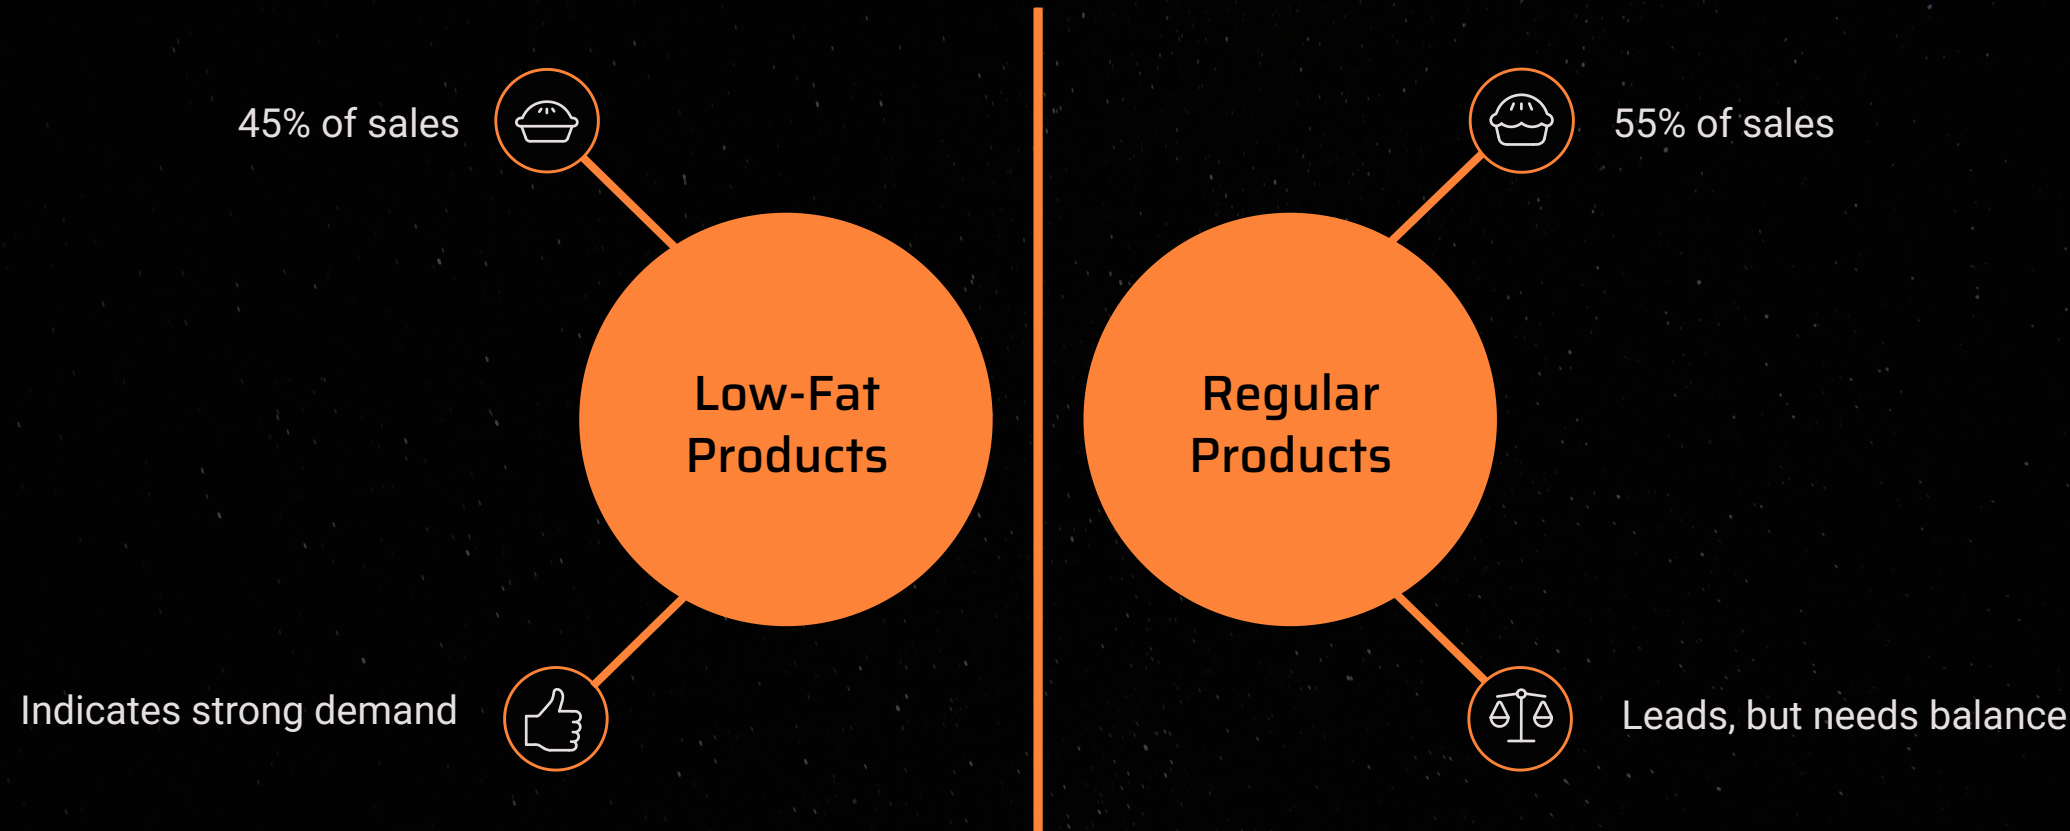 45% of sales
Low-Fat
Products
Indicates strong demand
55% of sales
Regular
Products
Leads, but needs balance